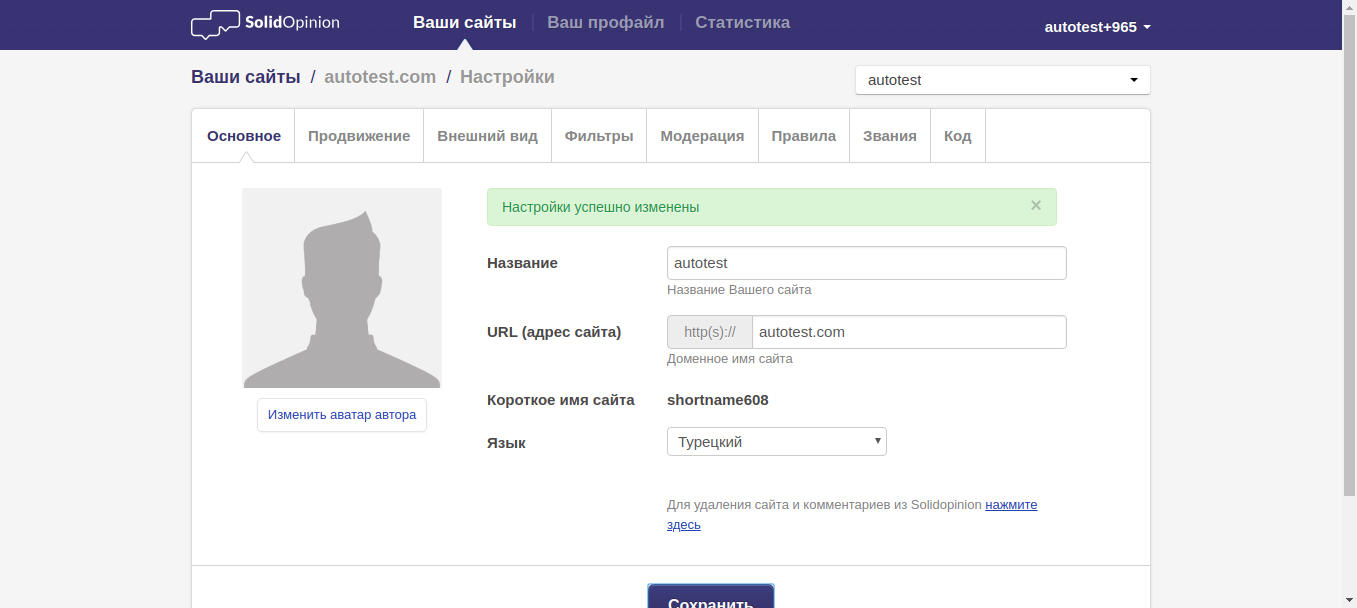 SolidOpinion
Ваши сайты
Ваш профайл
Статистика
autotest+965
Ваши сайты / autotest.com / Настройки
autotest
Основное
Продвижение
Внешний вид
Фильтры
Модерация
Правила
Звания
Код
Настройки успешно изменены
×
Название
autotest
Название Вашего сайта
URL (адрес сайта)
http(s)://
autotest.com
Доменное имя сайта
Изменить аватар автора
Короткое имя сайта
shortname608
Язык
Турецкий
Для удаления сайта и комментариев из Solidopinion нажмите
здесь
Сохранить